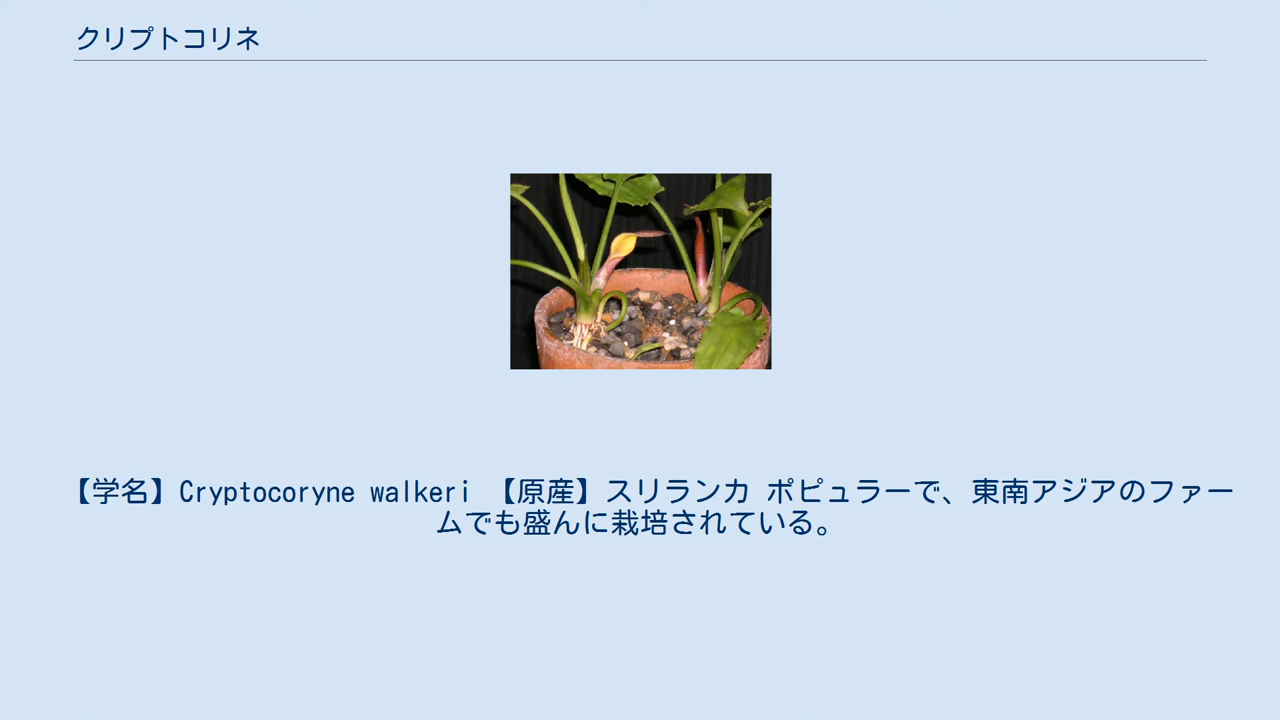 クリプトコリネ
【学名】Cryptocoryne walkeri 【原産】スリランカ ポピュラーで、東南アジアのファー
ムでも盛んに栽培されている。